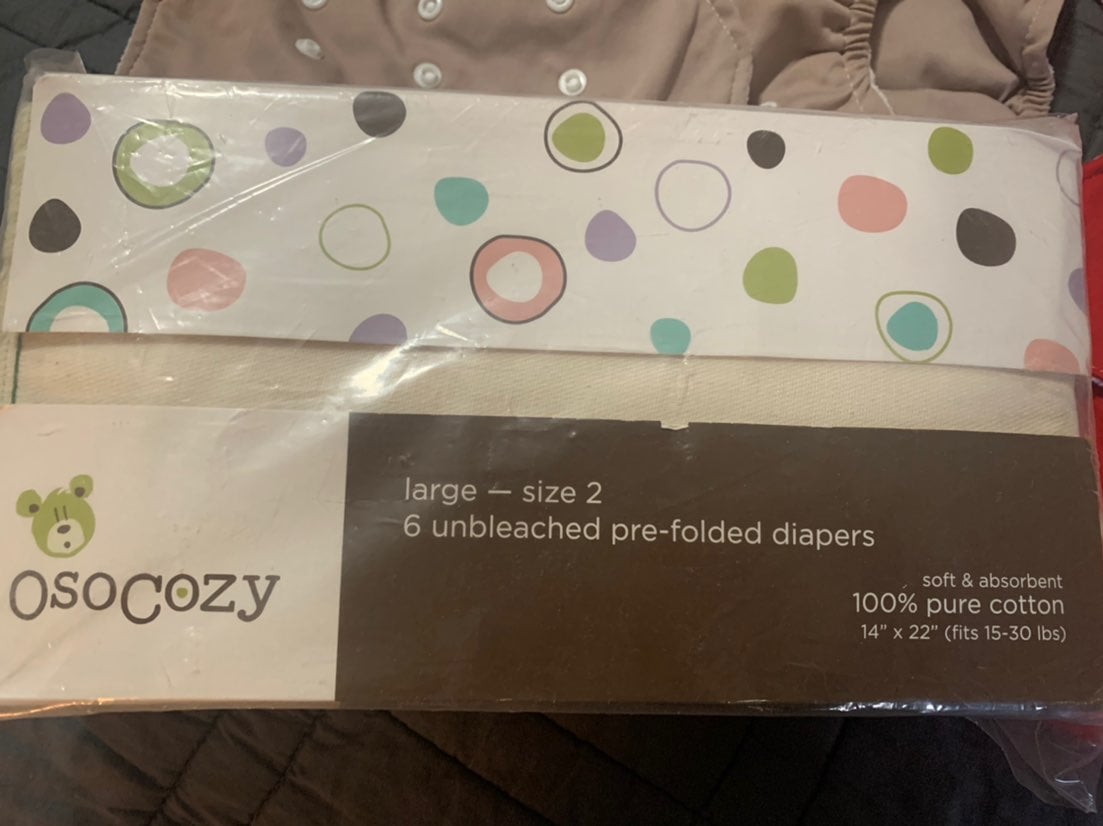 large — size 2
6 unbleached pre-folded diapers
OsoCozy
soft & absorbent
100% pure cotton
14" x 22" (fits 15-30 lbs)